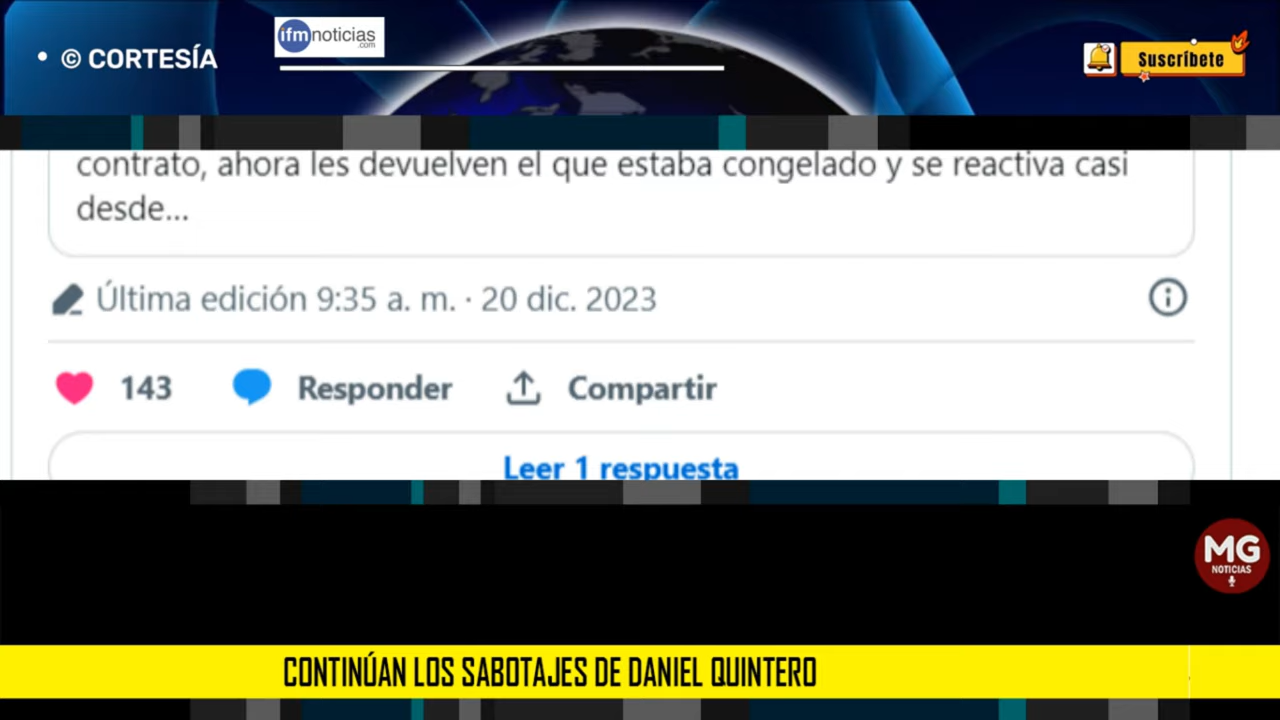 • © CORTESÍA
ifmnoticias
.com
Suscríbete
contrato, ahora les devuelven el que estaba congelado y se reactiva casi
desde...
Última edición 9:35 a. m. · 20 dic. 2023
143 Responder Compartir
Leer 1 respuesta
MG
NOTICIAS
CONTINÚAN LOS SABOTAJES DE DANIEL QUINTERO